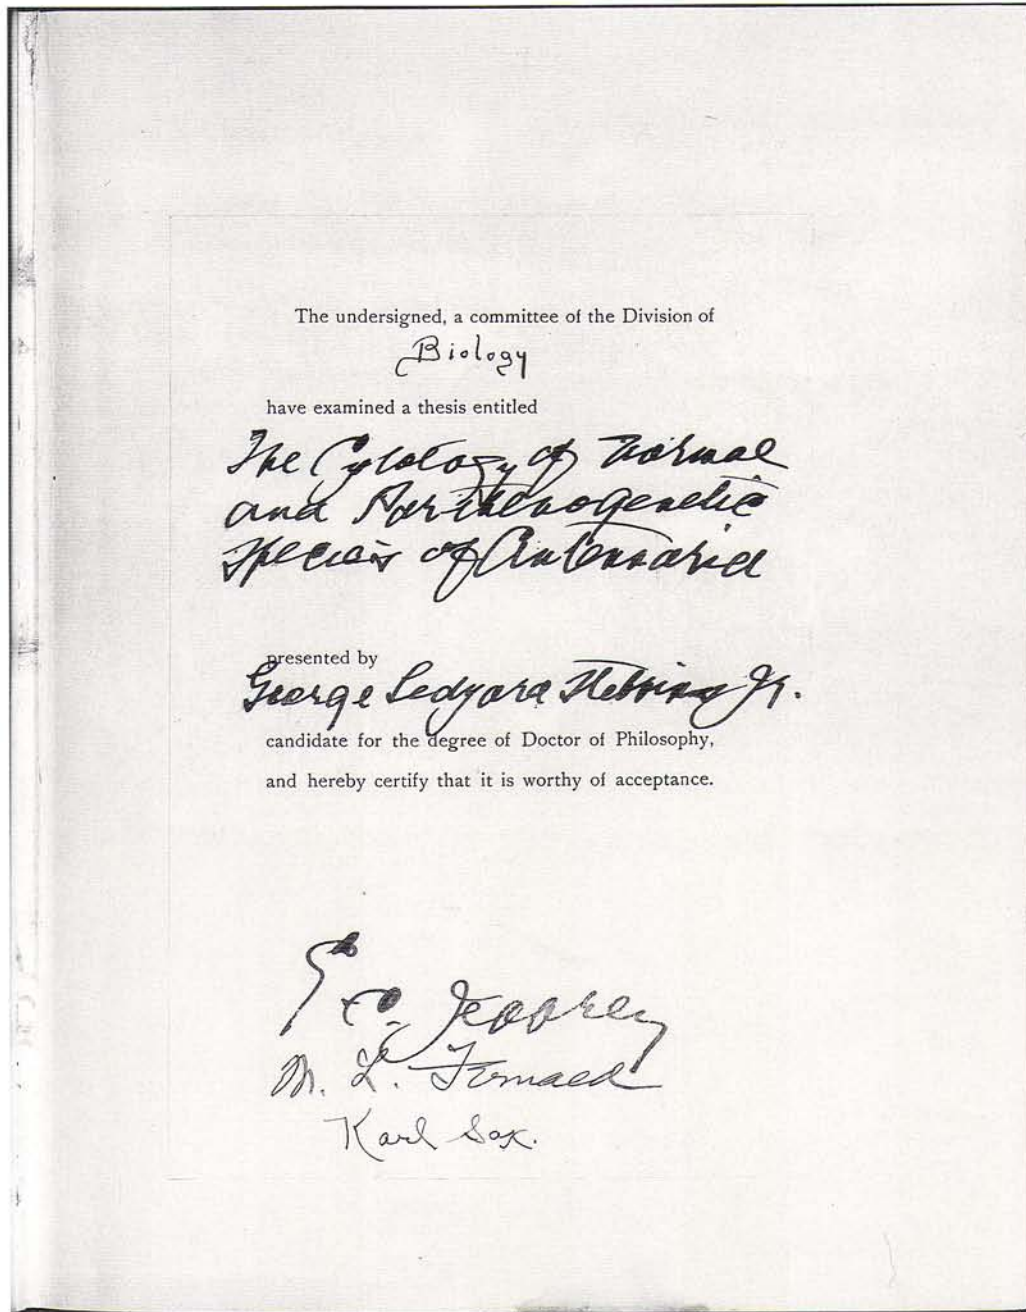 The undersigned, a committee of the Division of
Biology
have examined a thesis entitled
The Cytology of Normal
and Parthenogenetic
Species of Antennaria
presented by
George Ledyard Stebbins Jr.
candidate for the degree of Doctor of Philosophy,
and hereby certify that it is worthy of acceptance.
E. C. Jeffrey
M. L. Fernald
Karl Sax.